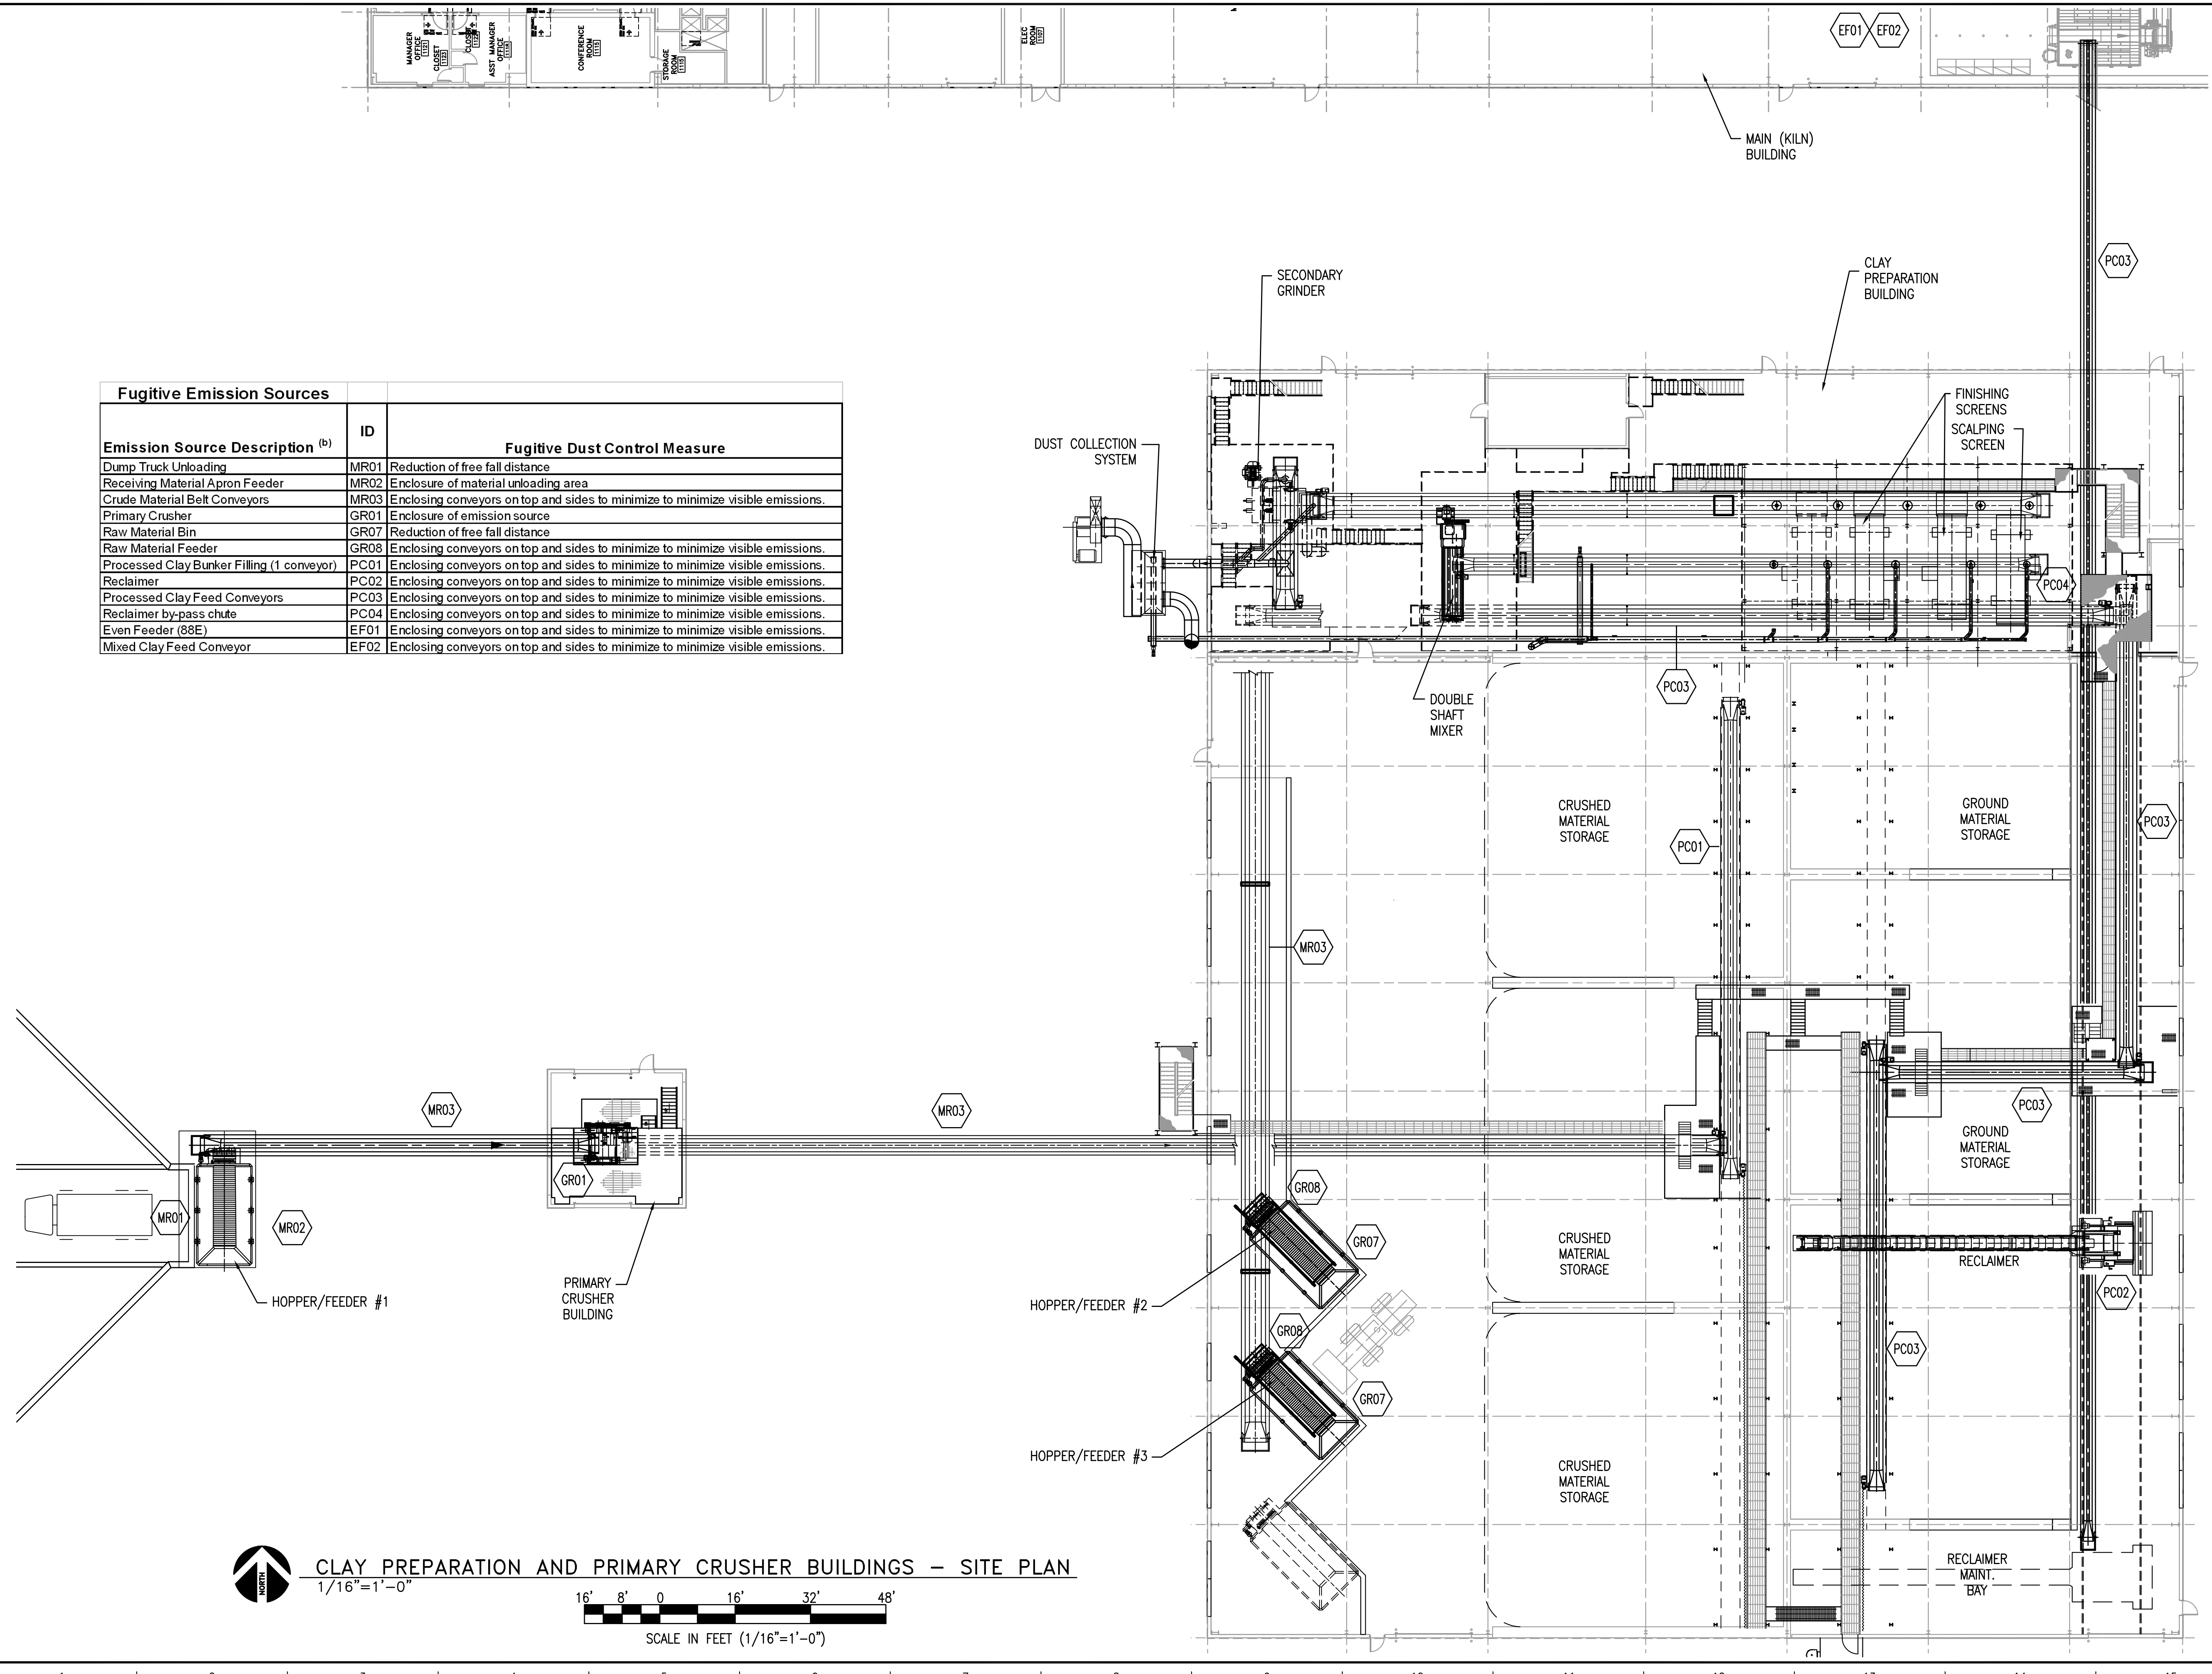 MANAGER
OFFICE
1121
CLOSET
1123
CLOSET
1122
ASST MANAGER
OFFICE
CONFERENCE
ROOM
1115
STORAGE
ROOM
ELEC
ROOM
1107
EF01 EF02
MAIN (KILN)
BUILDING
PC03
CLAY
PREPARATION
BUILDING
SECONDARY
GRINDER
FINISHING
SCREENS
SCALPING
SCREEN
DUST COLLECTION
SYSTEM
PC04
PC03
DOUBLE
SHAFT
MIXER
Fugitive Emission Sources
Emission Source Description (b) ID Fugitive Dust Control Measure
Dump Truck Unloading MR01 Reduction of free fall distance
Receiving Material Apron Feeder MR02 Enclosure of material unloading area
Crude Material Belt Conveyors MR03 Enclosing conveyors on top and sides to minimize to minimize visible emissions.
Primary Crusher GR01 Enclosure of emission source
Raw Material Bin GR07 Reduction of free fall distance
Raw Material Feeder GR08 Enclosing conveyors on top and sides to minimize to minimize visible emissions.
Processed Clay Bunker Filling (1 conveyor) PC01 Enclosing conveyors on top and sides to minimize to minimize visible emissions.
Reclaimer PC02 Enclosing conveyors on top and sides to minimize to minimize visible emissions.
Processed Clay Feed Conveyors PC03 Enclosing conveyors on top and sides to minimize to minimize visible emissions.
Reclaimer by-pass chute PC04 Enclosing conveyors on top and sides to minimize to minimize visible emissions.
Even Feeder (88E) EF01 Enclosing conveyors on top and sides to minimize to minimize visible emissions.
Mixed Clay Feed Conveyor EF02 Enclosing conveyors on top and sides to minimize to minimize visible emissions.
CRUSHED
MATERIAL
STORAGE
GROUND
MATERIAL
STORAGE
PC03
PC01
MR03
MR03
MR03
PC03
GROUND
MATERIAL
STORAGE
GR01
GR08
MR01
MR02
GR07
CRUSHED
MATERIAL
STORAGE
RECLAIMER
PC02
PRIMARY
CRUSHER
BUILDING
HOPPER/FEEDER #1
HOPPER/FEEDER #2
GR08
PC03
GR07
HOPPER/FEEDER #3
CRUSHED
MATERIAL
STORAGE
RECLAIMER
MAINT.
BAY
NORTH
CLAY PREPARATION AND PRIMARY CRUSHER BUILDINGS – SITE PLAN
1/16"=1'-0"
16' 8' 0 16' 32' 48'
SCALE IN FEET (1/16"=1'-0")